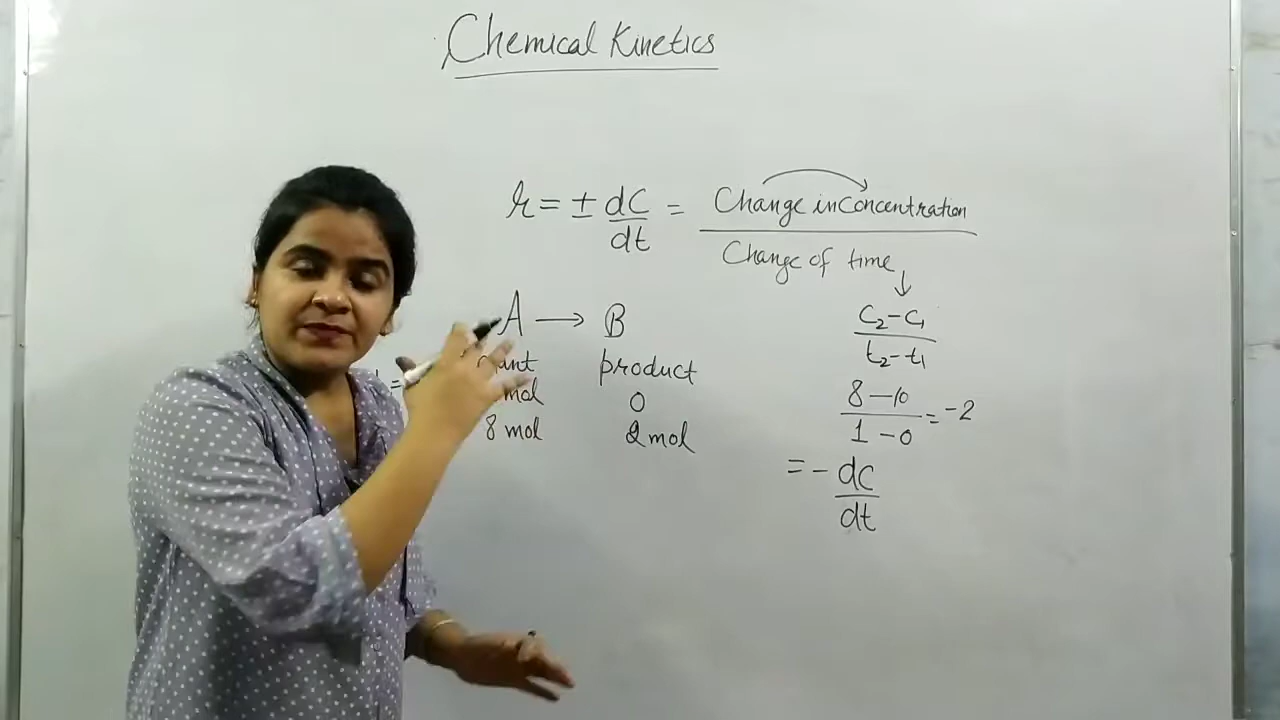 Chemical Kinetics
r = ± dC/dt = Change in Concentration / Change of time
A → B
product
mol 0
8 mol 2 mol
C₂-C₁ / t₂-t₁
8-10 / 1-0 = -2
= - dc/dt